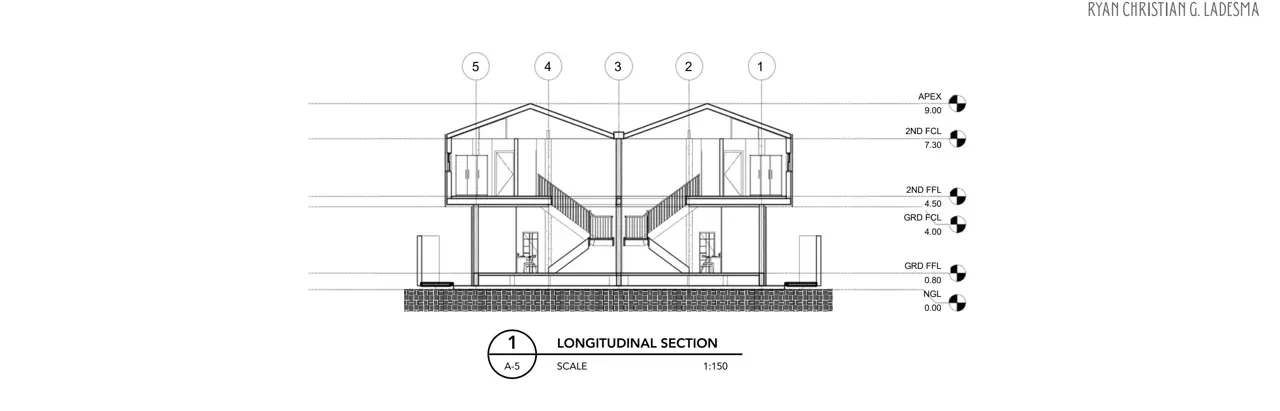 RYAN CHRISTIAN G. LADESMA
5 4 3 2 1
APEX
9.00
2ND FCL
7.30
2ND FFL
4.50
GRD FCL
4.00
GRD FFL
0.80
NGL
0.00
1
LONGITUDINAL SECTION
A-5
SCALE 1:150